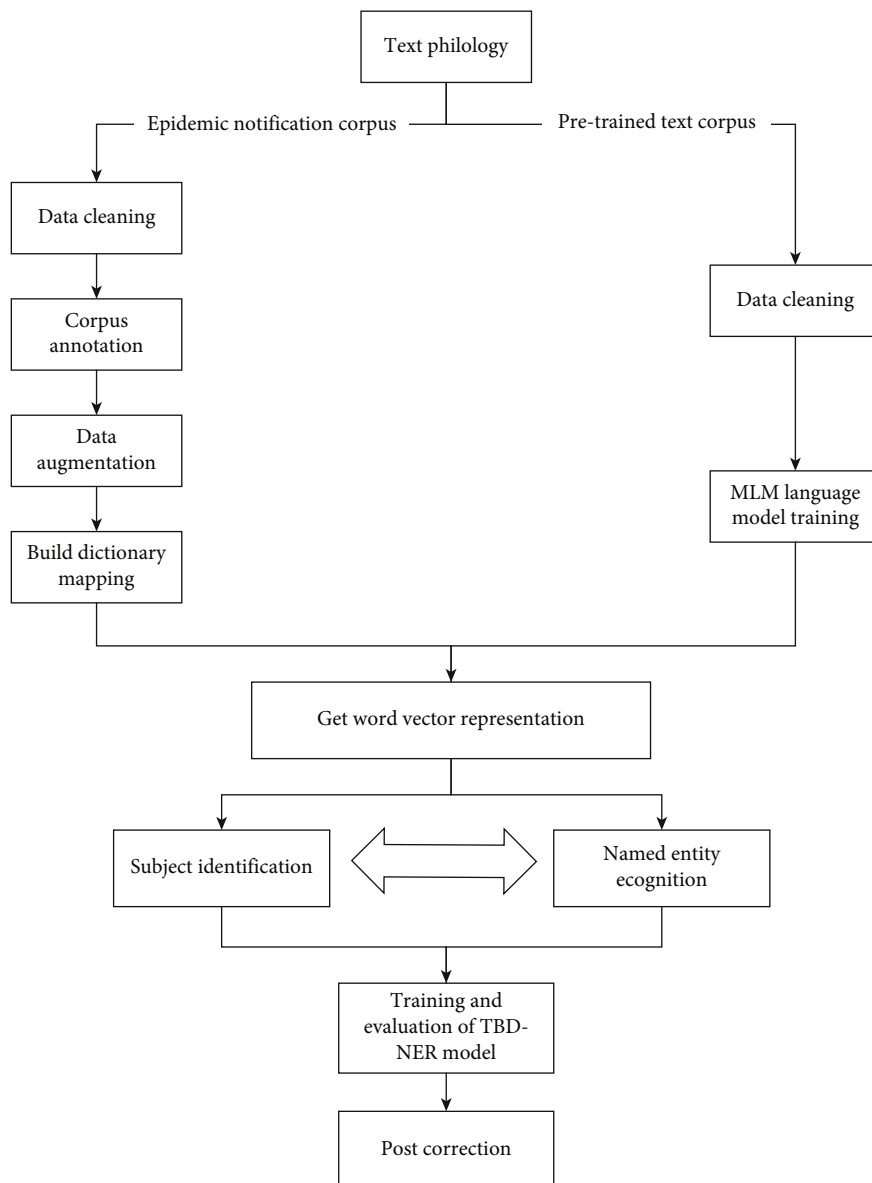 Text philology
Epidemic notification corpus
Pre-trained text corpus
Data cleaning
Corpus
annotation
Data
augmentation
Build dictionary
mapping
Data cleaning
MLM language
model training
Get word vector representation
Subject identification
Named entity
ecognition
Training and
evaluation of TBD-
NER model
Post correction